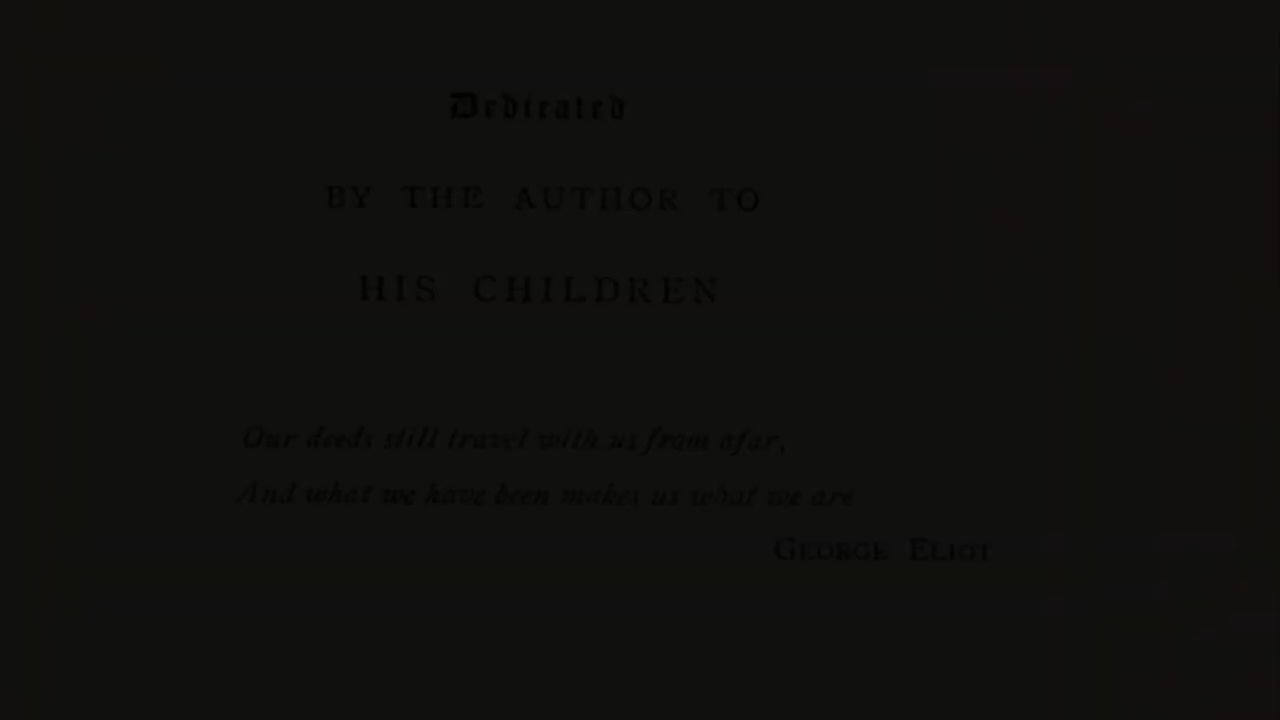 Dedicated
BY THE AUTHOR TO
HIS CHILDREN
Our deeds still travel with us from afar,
And what we have been makes us what we are
GEORGE ELIOT